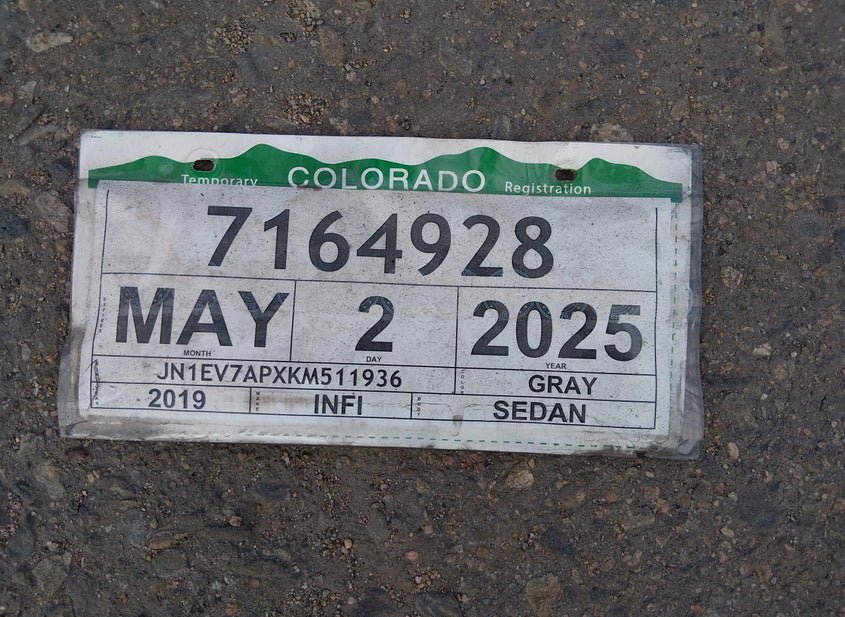 Temporary COLORADO Registration
7164928
MAY 2 2025
MONTH DAY YEAR
JN1EV7APXKM511936 GRAY
2019 INFI SEDAN